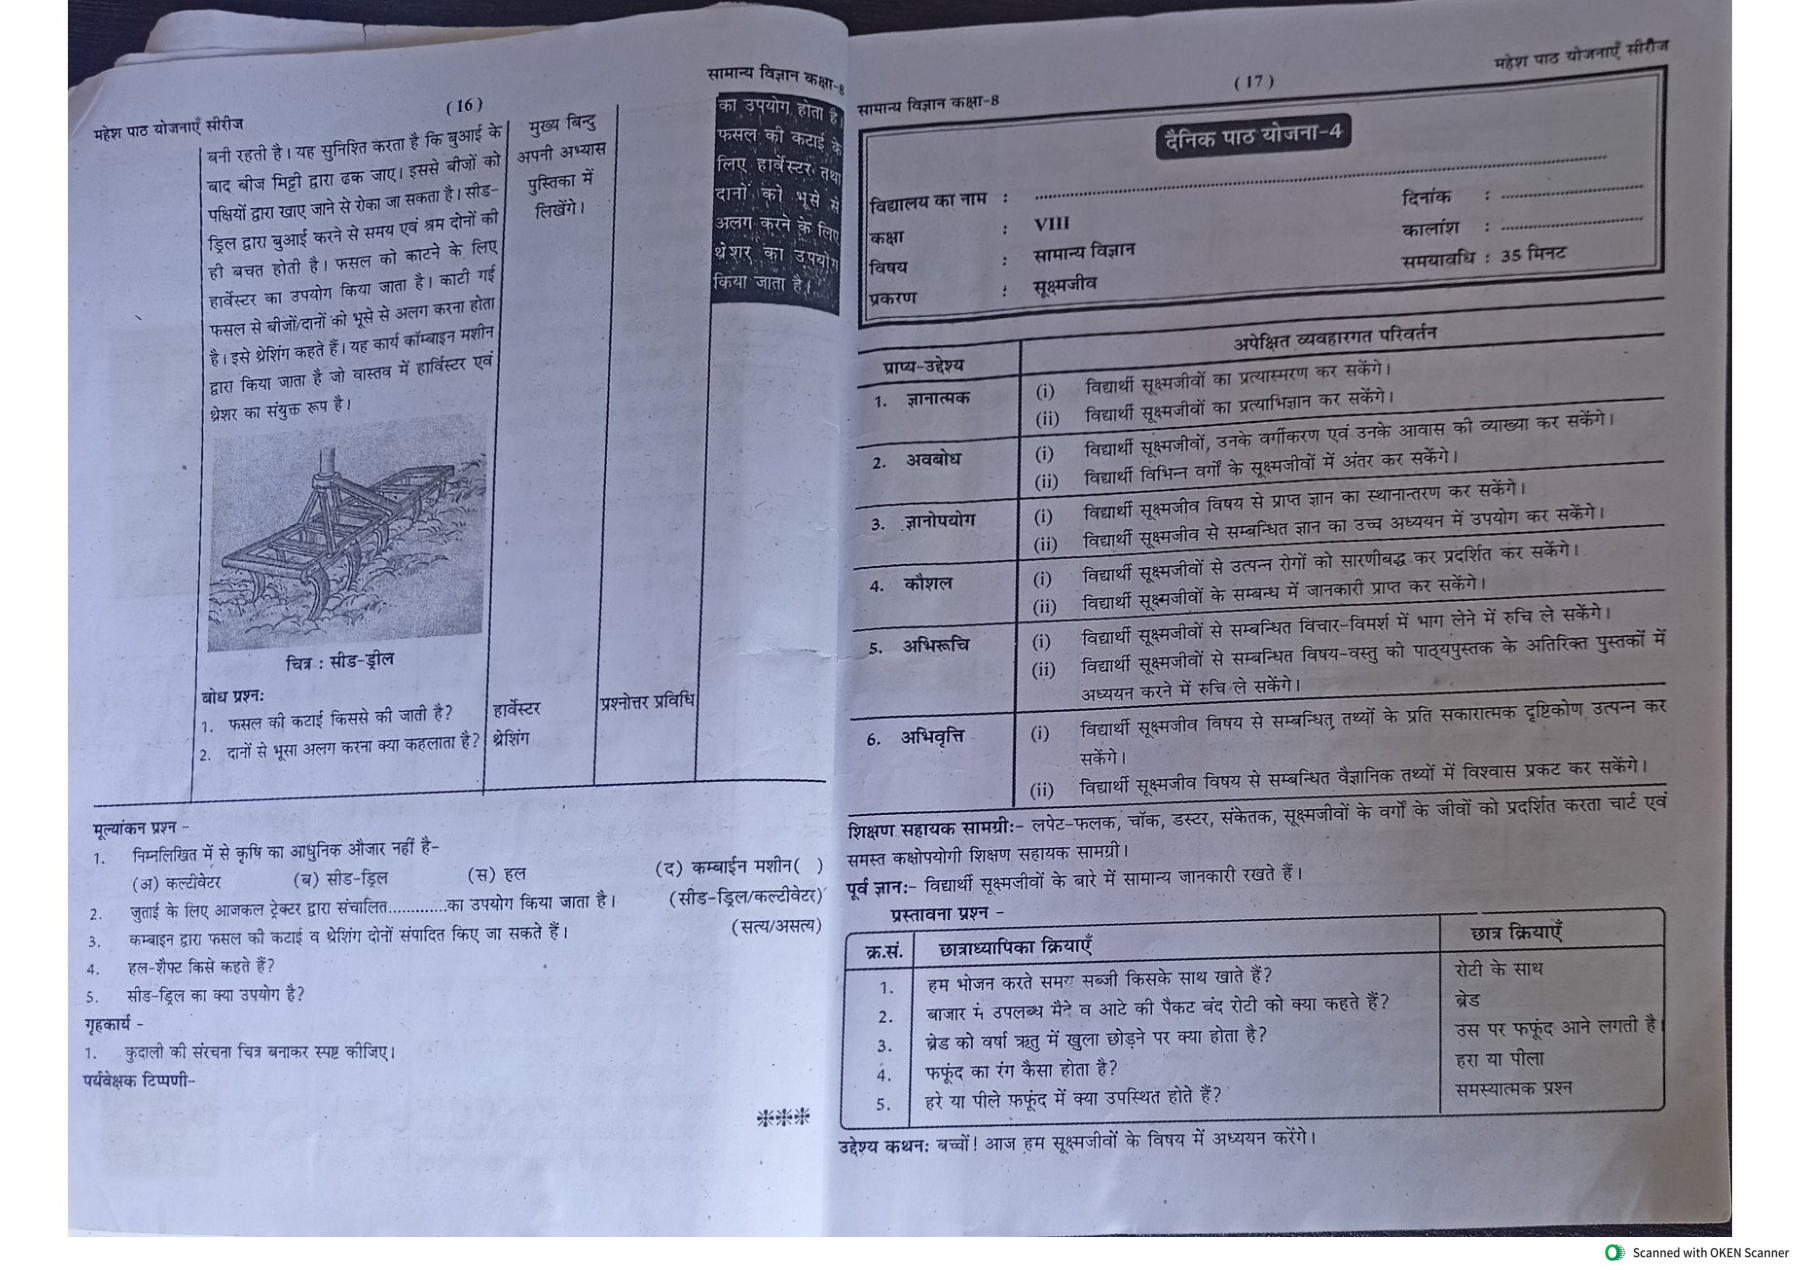 सामान्य विज्ञान कक्षा-8
(16)
महेश पाठ योजनाएँ सीरीज
बनी रहती है। यह सुनिश्चित करता है कि बुआई के
बाद बीज मिट्टी द्वारा ढक जाए। इससे बीजों को
पक्षियों द्वारा खाए जाने से रोका जा सकता है। सीड-
ड्रिल द्वारा बुआई करने से समय एवं श्रम दोनों की
ही बचत होती है। फसल को काटने के लिए
हार्वेस्टर का उपयोग किया जाता है। काटी गई
फसल से बीजों/दानों को भूसे से अलग करना होता
है। इसे थ्रेशिंग कहते हैं। यह कार्य कॉम्बाइन मशीन
द्वारा किया जाता है जो वास्तव में हार्विस्टर एवं
थ्रेशर का संयुक्त रूप है।
मुख्य बिन्दु
अपनी अभ्यास
पुस्तिका में
लिखेंगे।
का उपयोग होता है।
फसल की कटाई के
लिए हार्वेस्टर तथा
दानों को भूसे से
अलग करने के लिए
थ्रेशर का उपयोग
किया जाता है।
चित्र : सीड-ड्रील
बोध प्रश्न:
1. फसल की कटाई किससे की जाती है?
2. दानों से भूसा अलग करना क्या कहलाता है?
हार्वेस्टर
थ्रेशिंग
प्रश्नोत्तर प्रविधि
मूल्यांकन प्रश्न -
1. निम्नलिखित में से कृषि का आधुनिक औजार नहीं है-
(अ) कल्टीवेटर (ब) सीड-ड्रिल (स) हल (द) कम्बाईन मशीन( )
2. जुताई के लिए आजकल ट्रेक्टर द्वारा संचालित.............का उपयोग किया जाता है। (सीड-ड्रिल/कल्टीवेटर)
3. कम्बाइन द्वारा फसल की कटाई व थ्रेशिंग दोनों संपादित किए जा सकते हैं। (सत्य/असत्य)
4. हल-शैफ्ट किसे कहते हैं?
5. सीड-ड्रिल का क्या उपयोग है?
गृहकार्य -
1. कुदाली की संरचना चित्र बनाकर स्पष्ट कीजिए।
पर्यवेक्षक टिप्पणी-
***
महेश पाठ योजनाएँ सीरीज
(17)
सामान्य विज्ञान कक्षा-8
दैनिक पाठ योजना-4
विद्यालय का नाम : ........................
दिनांक : ........................
कक्षा : VIII
कालांश : ........................
विषय : सामान्य विज्ञान
समयावधि : 35 मिनट
प्रकरण : सूक्ष्मजीव
प्राप्य-उद्देश्य अपेक्षित व्यवहारगत परिवर्तन
1. ज्ञानात्मक (i) विद्यार्थी सूक्ष्मजीवों का प्रत्यास्मरण कर सकेंगे।
(ii) विद्यार्थी सूक्ष्मजीवों का प्रत्याभिज्ञान कर सकेंगे।
2. अवबोध (i) विद्यार्थी सूक्ष्मजीवों, उनके वर्गीकरण एवं उनके आवास की व्याख्या कर सकेंगे।
(ii) विद्यार्थी विभिन्न वर्गों के सूक्ष्मजीवों में अंतर कर सकेंगे।
3. ज्ञानोपयोग (i) विद्यार्थी सूक्ष्मजीव विषय से प्राप्त ज्ञान का स्थानान्तरण कर सकेंगे।
(ii) विद्यार्थी सूक्ष्मजीव से सम्बन्धित ज्ञान का उच्च अध्ययन में उपयोग कर सकेंगे।
4. कौशल (i) विद्यार्थी सूक्ष्मजीवों से उत्पन्न रोगों को सारणीबद्ध कर प्रदर्शित कर सकेंगे।
(ii) विद्यार्थी सूक्ष्मजीवों के सम्बन्ध में जानकारी प्राप्त कर सकेंगे।
5. अभिरूचि (i) विद्यार्थी सूक्ष्मजीवों से सम्बन्धित विचार-विमर्श में भाग लेने में रुचि ले सकेंगे।
(ii) विद्यार्थी सूक्ष्मजीवों से सम्बन्धित विषय-वस्तु को पाठ्यपुस्तक के अतिरिक्त पुस्तकों में
अध्ययन करने में रुचि ले सकेंगे।
6. अभिवृत्ति (i) विद्यार्थी सूक्ष्मजीव विषय से सम्बन्धित तथ्यों के प्रति सकारात्मक दृष्टिकोण उत्पन्न कर
सकेंगे।
(ii) विद्यार्थी सूक्ष्मजीव विषय से सम्बन्धित वैज्ञानिक तथ्यों में विश्वास प्रकट कर सकेंगे।
शिक्षण सहायक सामग्री:- लपेट-फलक, चॉक, डस्टर, संकेतक, सूक्ष्मजीवों के वर्गों के जीवों को प्रदर्शित करता चार्ट एवं
समस्त कक्षोपयोगी शिक्षण सहायक सामग्री।
पूर्व ज्ञान:- विद्यार्थी सूक्ष्मजीवों के बारे में सामान्य जानकारी रखते हैं।
प्रस्तावना प्रश्न -
क्र.सं. छात्राध्यापिका क्रियाएँ छात्र क्रियाएँ
1. हम भोजन करते समय सब्जी किसके साथ खाते हैं? रोटी के साथ
2. बाजार में उपलब्ध मैदे व आटे की पैकट बंद रोटी को क्या कहते हैं? ब्रेड
3. ब्रेड को वर्षा ऋतु में खुला छोड़ने पर क्या होता है? उस पर फफूंद आने लगती है।
4. फफूंद का रंग कैसा होता है? हरा या पीला
5. हरे या पीले फफूंद में क्या उपस्थित होते हैं? समस्यात्मक प्रश्न
उद्देश्य कथन: बच्चों! आज हम सूक्ष्मजीवों के विषय में अध्ययन करेंगे।
Scanned with OKEN Scanner